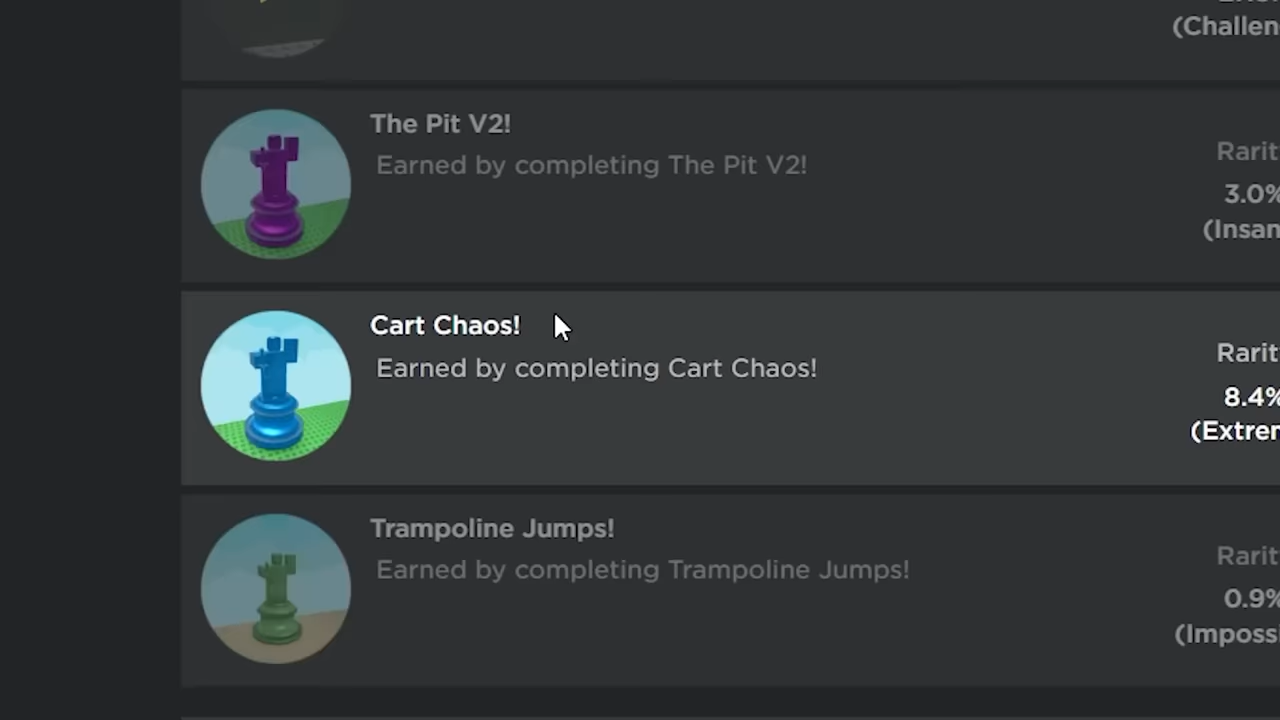 (Challen
The Pit V2!
Earned by completing The Pit V2!
Rarit
3.0%
(Insan
Cart Chaos!
Earned by completing Cart Chaos!
Rarit
8.4%
(Extrem
Trampoline Jumps!
Earned by completing Trampoline Jumps!
Rarit
0.9%
(Impossi